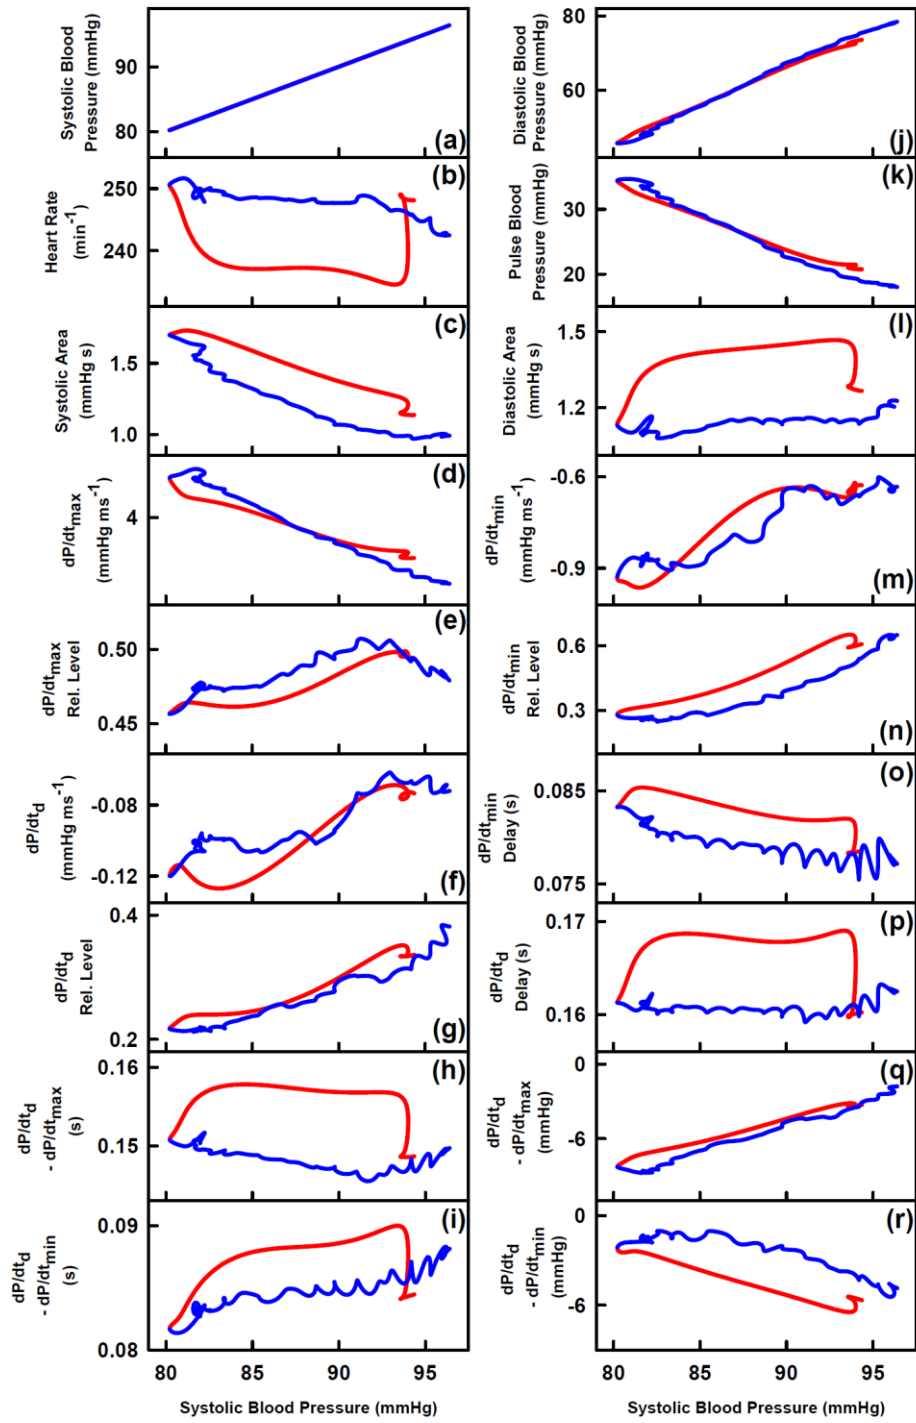 Systolic Blood
Pressure (mmHg)
90
80
(a)
Heart Rate
(min⁻¹)
250
240
(b)
Systolic Area
(mmHg s)
1.5
1.0
(c)
dP/dtmax
(mmHg ms⁻¹)
4
(d)
dP/dtmax
Rel. Level
0.50
0.45
(e)
dP/dtd
(mmHg ms⁻¹)
-0.08
-0.12
(f)
dP/dtd
Rel. Level
0.4
0.2
(g)
dP/dtd
- dP/dtmax
(s)
0.16
0.15
(h)
dP/dtd
- dP/dtmin
(s)
0.09
0.08
(i)
80 85 90 95
Systolic Blood Pressure (mmHg)
Diastolic Blood
Pressure (mmHg)
80
60
(j)
Pulse Blood
Pressure (mmHg)
30
20
(k)
Diastolic Area
(mmHg s)
1.5
1.2
(l)
dP/dtmin
(mmHg ms⁻¹)
-0.6
-0.9
(m)
dP/dtmin
Rel. Level
0.6
0.3
(n)
dP/dtmin
Delay (s)
0.085
0.075
(o)
dP/dtd
Delay (s)
0.17
0.16
(p)
dP/dtd
- dP/dtmax
(mmHg)
0
-6
(q)
dP/dtd
- dP/dtmin
(mmHg)
0
-6
(r)
80 85 90 95
Systolic Blood Pressure (mmHg)